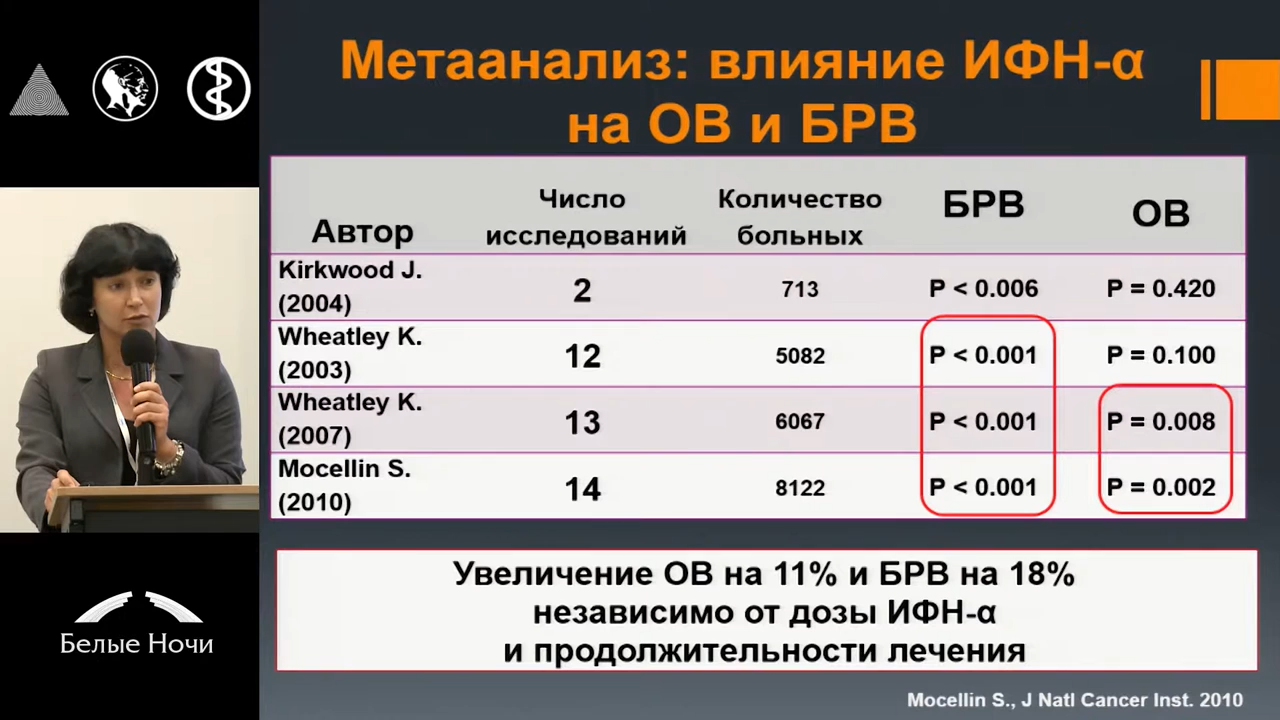 Метаанализ: влияние ИФН-α
на ОВ и БРВ
Автор
Число
исследований
Количество
больных
БРВ
ОВ
Kirkwood J.
(2004)
2
713
P < 0.006
P = 0.420
Wheatley K.
(2003)
12
5082
P < 0.001
P = 0.100
Wheatley K.
(2007)
13
6067
P < 0.001
P = 0.008
Mocellin S.
(2010)
14
8122
P < 0.001
P = 0.002
Увеличение ОВ на 11% и БРВ на 18%
независимо от дозы ИФН-α
и продолжительности лечения
Mocellin S., J Natl Cancer Inst. 2010
Белые Ночи